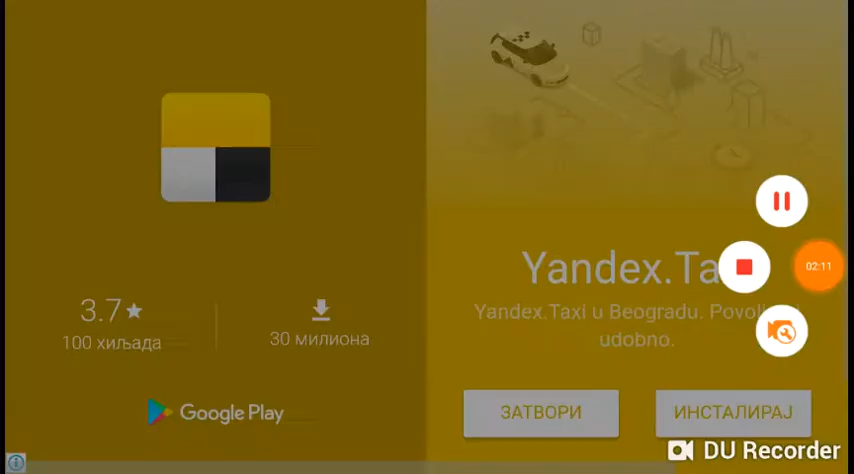 3.7★
100 хиљада
30 милиона
Google Play
Yandex.Ta
Yandex.Taxi u Beogradu.
udobno.
ЗАТВОРИ
ИНСТАЛИРАЈ
02:11
DU Recorder